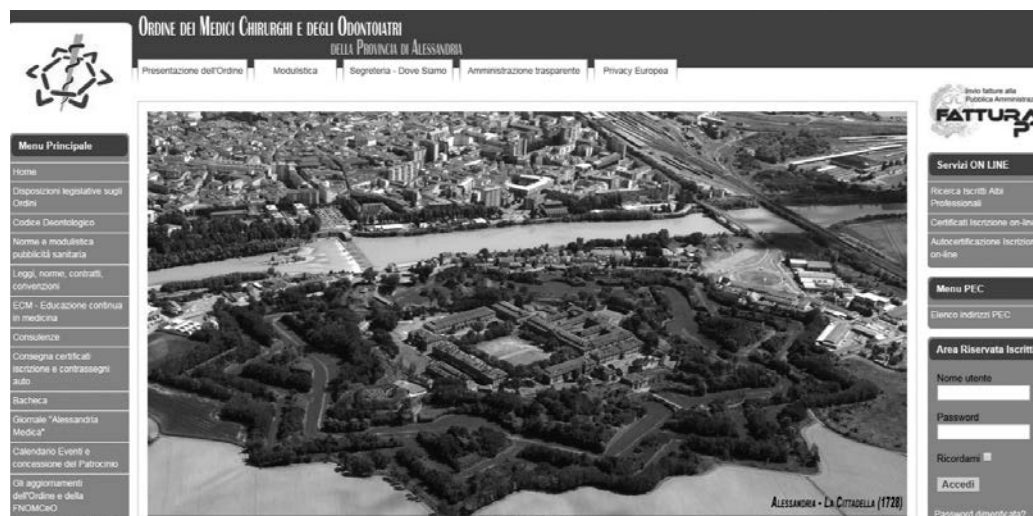 Ordine dei Medici Chirurghi e degli Odontoiatri
della Provincia di Alessandria
Presentazione dell'Ordine
Modulistica
Segreteria - Dove Siamo
Amministrazione trasparente
Privacy Europea
Menu Principale
Home
Disposizioni legislative sugli
Ordini
Codice Deontologico
Norme e modulistica
pubblicità sanitaria
Leggi, norme, contratti,
convenzioni
ECM - Educazione continua
in medicina
Consulenze
Consegna certificati
iscrizione e contrassegni
auto
Bacheca
Giornale "Alessandria
Medica"
Calendario Eventi e
concessione del Patrocinio
Gli aggiornamenti
dell'Ordine e della
FNOMCeO
Alessandria - La Cittadella (1728)
Invio fatture alla
Pubblica Amministraz
FATTURA
P
Servizi ON LINE
Ricerca Iscritti Albi
Professionali
Certificati Iscrizione on-line
Autocertificazione Iscrizion
on-line
Menu PEC
Elenco indirizzi PEC
Area Riservata Iscritti
Nome utente
Password
Ricordami
Accedi
Password dimenticata?